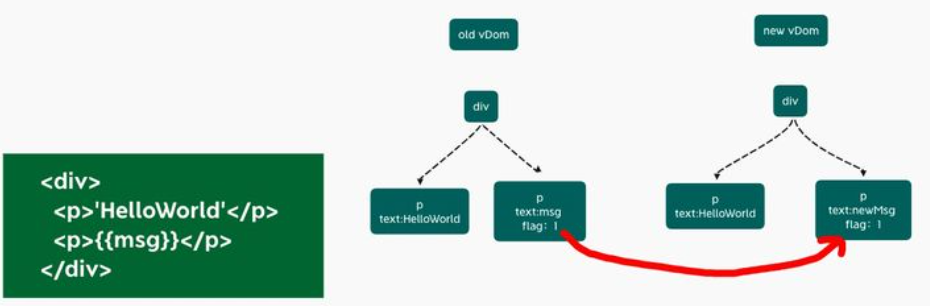 <div>
<p>'HelloWorld'</p>
<p>{{msg}}</p>
</div>
old vDom
div
p
text:HelloWorld
p
text:msg
flag: 1
new vDom
div
p
text:HelloWorld
p
text:newMsg
flag: 1